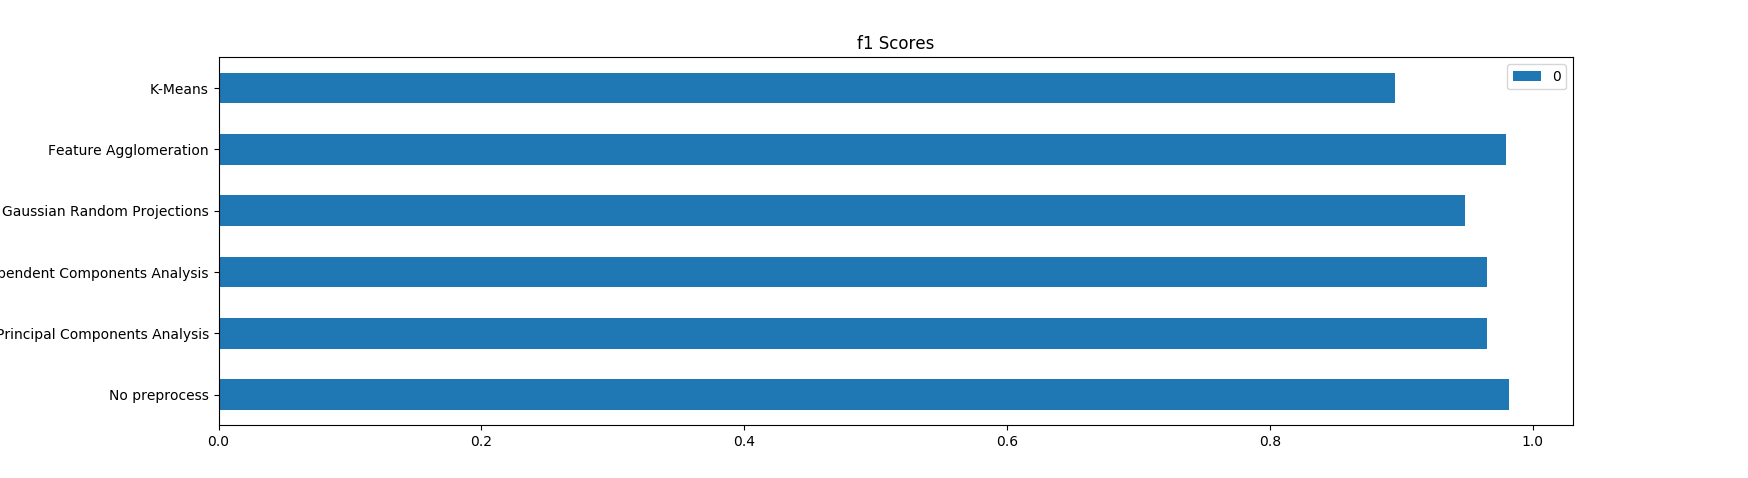 f1 Scores
0
K-Means
Feature Agglomeration
Gaussian Random Projections
Components Analysis
Principal Components Analysis
No preprocess
0.0 0.2 0.4 0.6 0.8 1.0